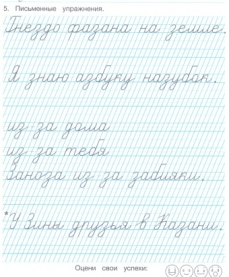 5. Письменные упражнения.
Гнездо фазана на земле.
Я знаю азбуку назубок.
из-за дома
из-за тебя
Заноза из-за забияки.
*У Зины друзья в Казани.
Оцени свои успехи: